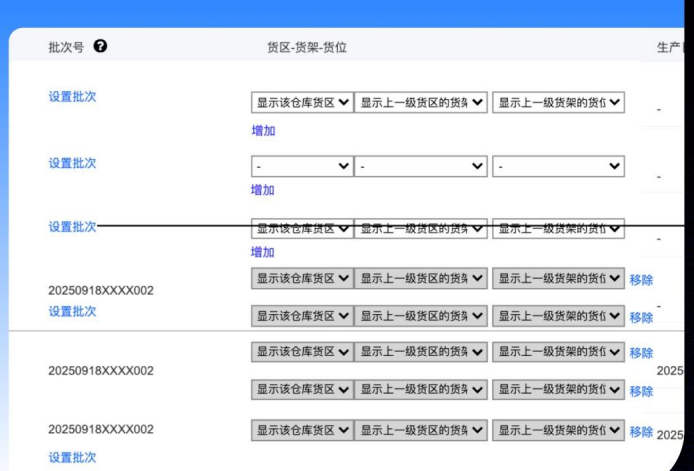 批次号 ? 货区-货架-货位 生产
设置批次 显示该仓库货区 显示上一级货区的货 显示上一级货架的货位
增加 -
设置批次 - - -
增加 -
设置批次 显示该仓库货区 显示上一级货区的货 显示上一级货架的货位
增加 -
显示该仓库货区 显示上一级货区的货 显示上一级货架的货位 移除
20250918XXXX002
设置批次 显示该仓库货区 显示上一级货区的货 显示上一级货架的货位 移除 -
显示该仓库货区 显示上一级货区的货 显示上一级货架的货位 移除
20250918XXXX002 2025
显示该仓库货区 显示上一级货区的货 显示上一级货架的货位 移除
20250918XXXX002 显示该仓库货区 显示上一级货区的货 显示上一级货架的货位 移除 2025
设置批次